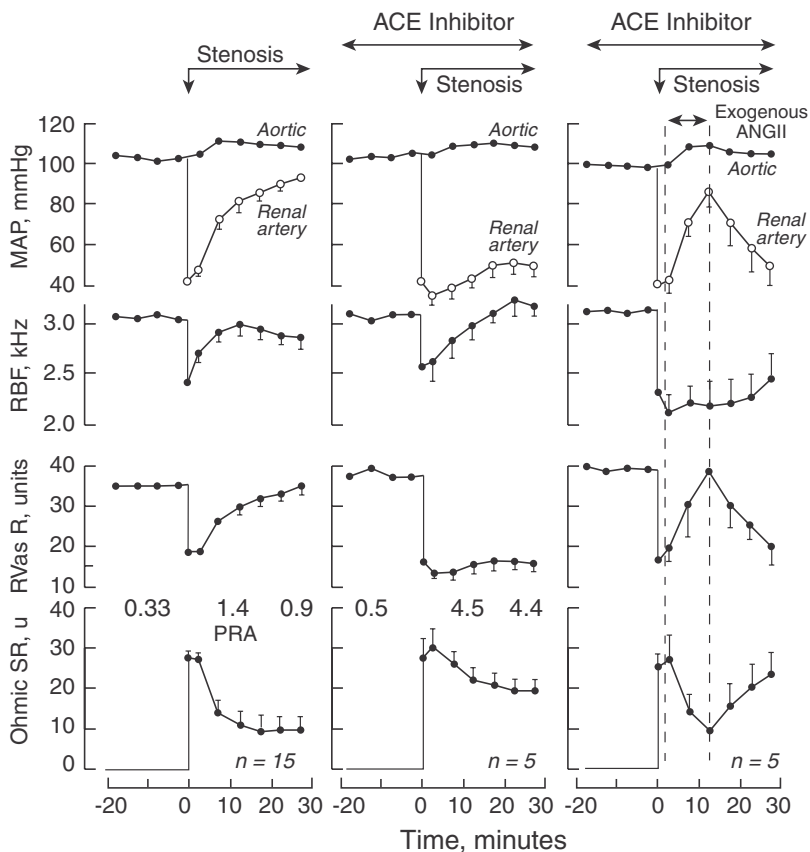 ACE Inhibitor
ACE Inhibitor
Stenosis
Stenosis
Stenosis
Exogenous
ANGII
MAP, mmHg
120
100
80
60
40
Aortic
Renal
artery
Aortic
Renal
artery
Aortic
Renal
artery
RBF, kHz
3.0
2.5
2.0
RVas R, units
40
30
20
10
0.33
1.4
0.9
PRA
0.5
4.5
4.4
Ohmic SR, u
40
30
20
10
0
n = 15
n = 5
n = 5
-20
0
10
20
30
-20
0
10
20
30
-20
0
10
20
30
Time, minutes